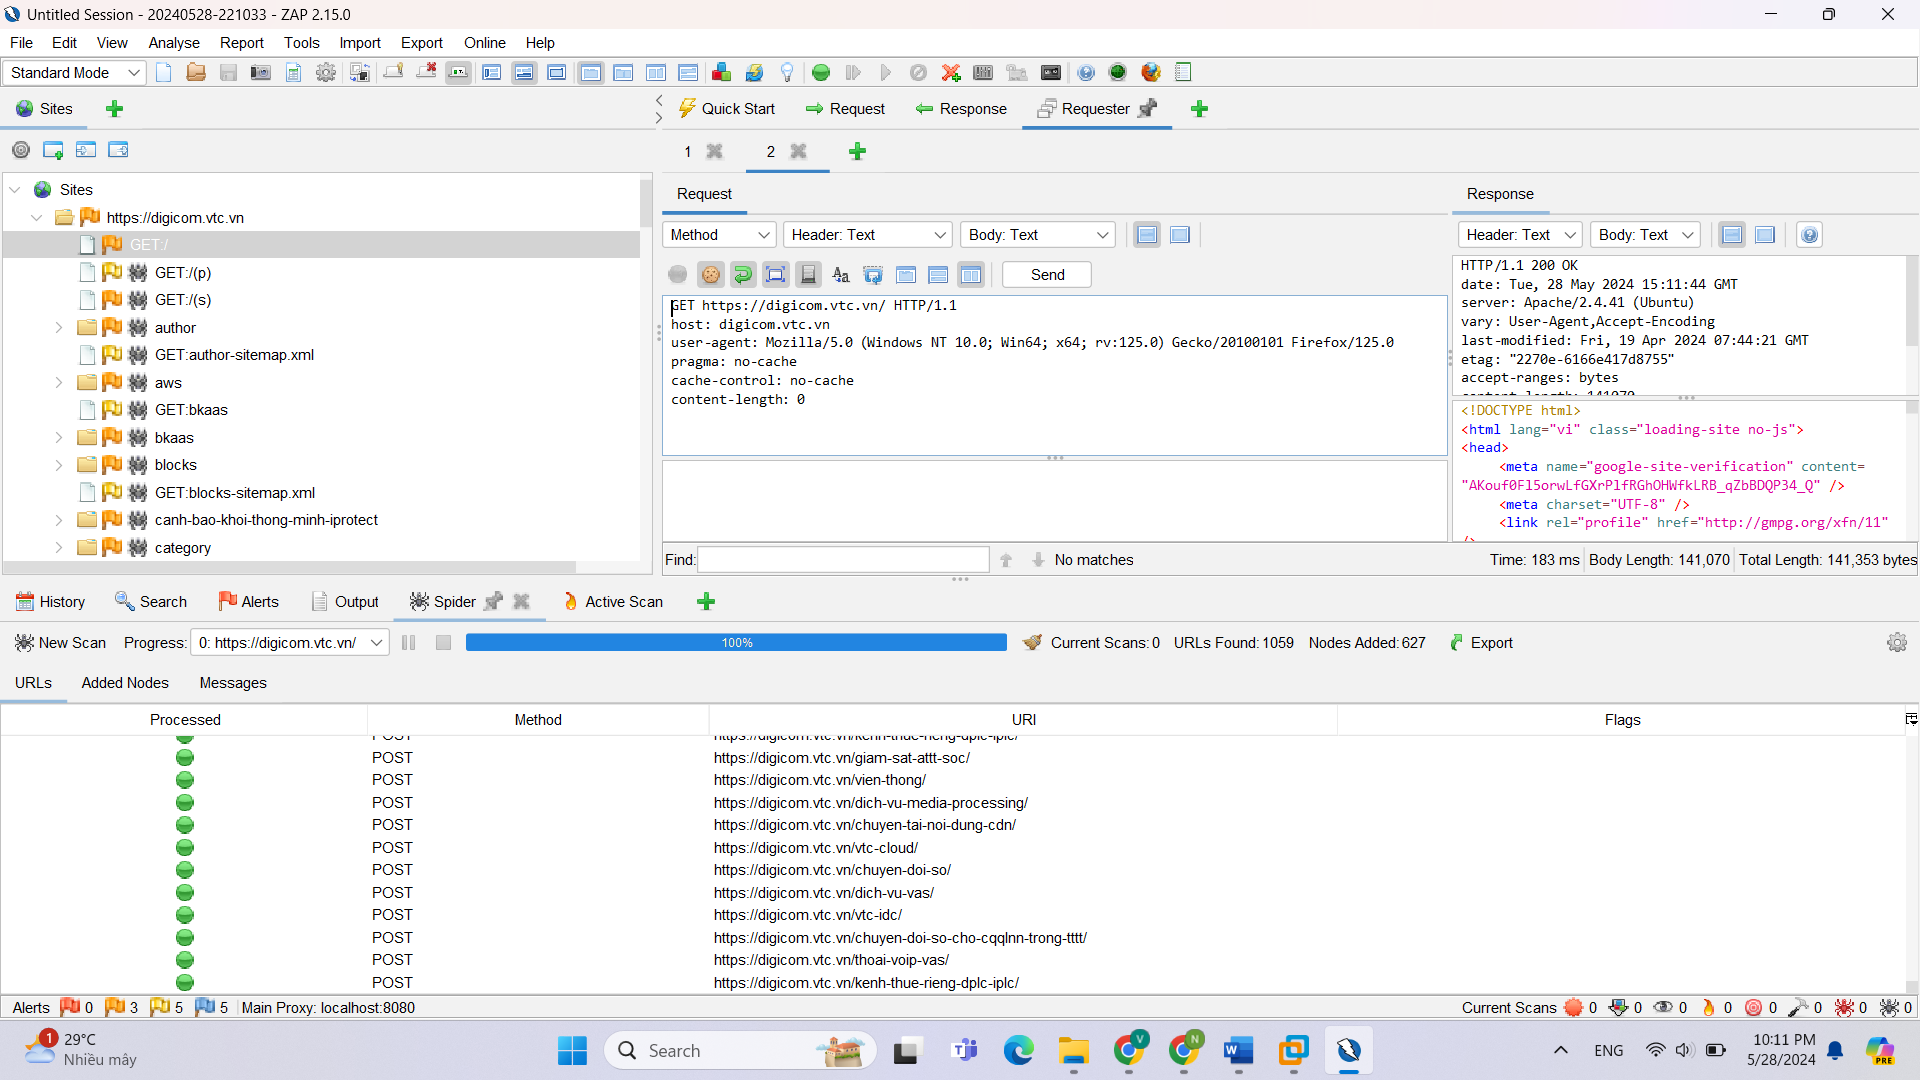 Untitled Session - 20240528-221033 - ZAP 2.15.0
File Edit View Analyse Report Tools Import Export Online Help
Standard Mode
Sites
Quick Start Request Response Requester
1 2
Sites
https://digicom.vtc.vn
GET:/
GET:/(p)
GET:/(s)
author
GET:author-sitemap.xml
aws
GET:bkaas
bkaas
blocks
GET:blocks-sitemap.xml
canh-bao-khoi-thong-minh-iprotect
category
Request
Method Header: Text Body: Text
Aa Send
GET https://digicom.vtc.vn/ HTTP/1.1
host: digicom.vtc.vn
user-agent: Mozilla/5.0 (Windows NT 10.0; Win64; x64; rv:125.0) Gecko/20100101 Firefox/125.0
pragma: no-cache
cache-control: no-cache
content-length: 0
Response
Header: Text Body: Text
HTTP/1.1 200 OK
date: Tue, 28 May 2024 15:11:44 GMT
server: Apache/2.4.41 (Ubuntu)
vary: User-Agent,Accept-Encoding
last-modified: Fri, 19 Apr 2024 07:44:21 GMT
etag: "2270e-6166e417d8755"
accept-ranges: bytes
content-length: 141070
<!DOCTYPE html>
<html lang="vi" class="loading-site no-js">
<head>
<meta name="google-site-verification" content=
"AKouf0Fl5orwLfGXrPlfRGhOHWfkLRB_qZbBDQP34_Q" />
<meta charset="UTF-8" />
<link rel="profile" href="http://gmpg.org/xfn/11"
/>
Find: No matches Time: 183 ms Body Length: 141,070 Total Length: 141,353 bytes
History Search Alerts Output Spider Active Scan
New Scan Progress: 0: https://digicom.vtc.vn/ 100% Current Scans: 0 URLs Found: 1059 Nodes Added: 627 Export
URLs Added Nodes Messages
Processed Method URI Flags
POST https://digicom.vtc.vn/kenh-thue-rieng-dplc-iplc/
POST https://digicom.vtc.vn/giam-sat-attt-soc/
POST https://digicom.vtc.vn/vien-thong/
POST https://digicom.vtc.vn/dich-vu-media-processing/
POST https://digicom.vtc.vn/chuyen-tai-noi-dung-cdn/
POST https://digicom.vtc.vn/vtc-cloud/
POST https://digicom.vtc.vn/chuyen-doi-so/
POST https://digicom.vtc.vn/dich-vu-vas/
POST https://digicom.vtc.vn/vtc-idc/
POST https://digicom.vtc.vn/chuyen-doi-so-cho-cqqlnn-trong-tttt/
POST https://digicom.vtc.vn/thoai-voip-vas/
POST https://digicom.vtc.vn/kenh-thue-rieng-dplc-iplc/
Alerts 0 3 5 5 Main Proxy: localhost:8080 Current Scans 0 0 0 0 0 0 0 0
1 29°C
Nhiều mây
Search
V N
ENG
10:11 PM
5/28/2024
PRE